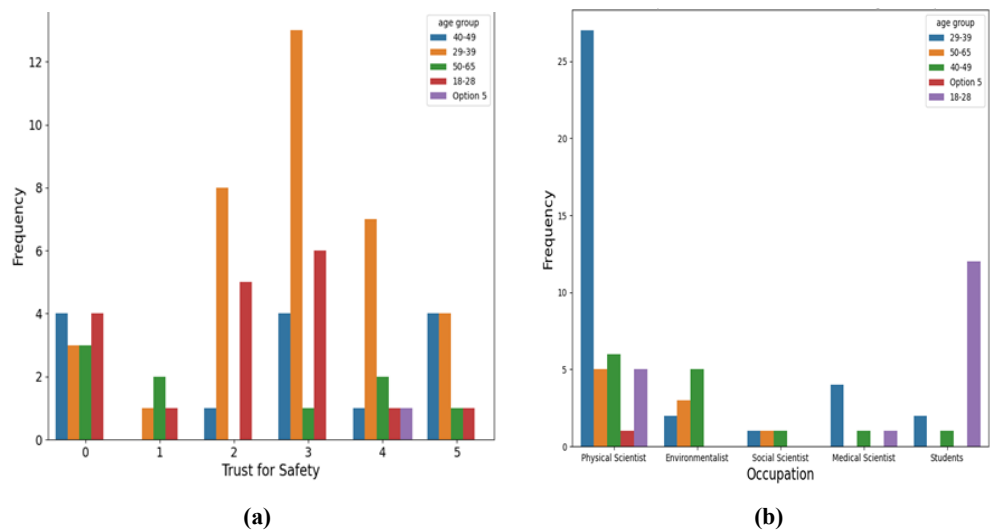 age group
40-49
29-39
50-65
18-28
Option 5
12
10
8
6
4
2
0
Frequency
0 1 2 3 4 5
Trust for Safety
(a)
age group
29-39
50-65
40-49
Option 5
18-28
25
20
15
10
5
0
Frequency
Physical Scientist Environmentalist Social Scientist Medical Scientist Students
Occupation
(b)